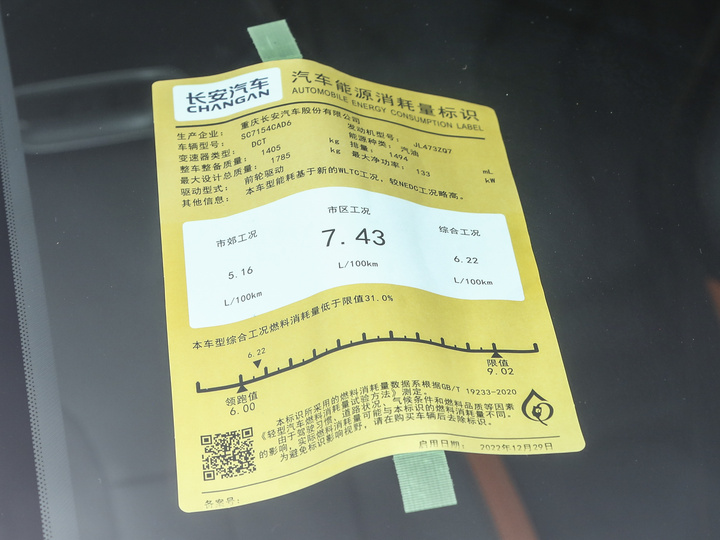 长安汽车
CHANGAN
汽车能源消耗量标识
AUTOMOBILE ENERGY CONSUMPTION LABEL
生产企业: 重庆长安汽车股份有限公司
车辆型号: SC7154CAD6 发动机型号: JL473ZQ7
变速器类型: DCT 能源种类: 汽油
整车整备质量: 1405 kg 排量: 1494 mL
最大设计总质量: 1785 kg 最大净功率: 133 kW
驱动型式: 前轮驱动
其他信息: 本车型能耗基于新的WLTC工况, 较NEDC工况略高。
市郊工况 市区工况 综合工况
5.16 7.43 6.22
L/100km L/100km L/100km
本车型综合工况燃料消耗量低于限值31.0%
6.22
领跑值 限值
6.00 9.02
本标识所采用的燃料消耗量数据系根据GB/T 19233-2020
《轻型汽车燃料消耗量试验方法》测定。
由于驾驶习惯、道路状况、气候条件和燃料品质等因素
的影响, 实际燃料消耗量可能与本标识的燃料消耗量不同。
为避免标识影响视野, 请在购买车辆后去除标识。
启用日期: 2022年12月29日
备案号: